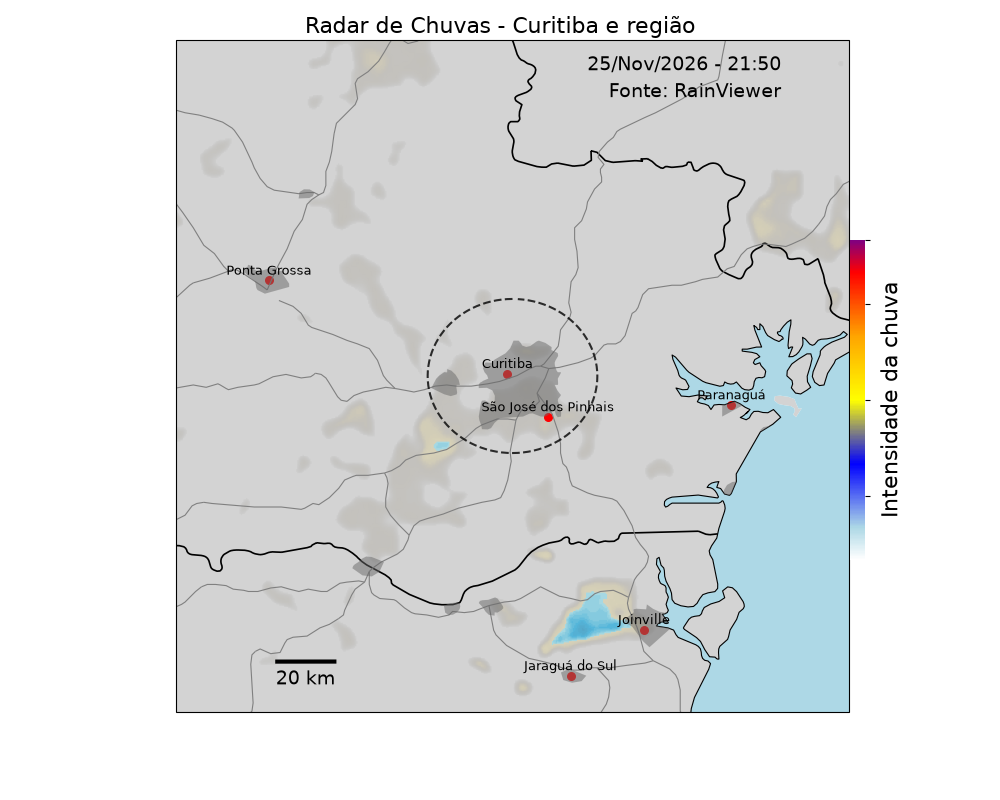 Radar de Chuvas - Curitiba e região
25/Nov/2026 - 21:50
Fonte: RainViewer
Ponta Grossa
Curitiba
Paranaguá
São José dos Pinhais
Intensidade da chuva
Joinville
Jaraguá do Sul
20 km